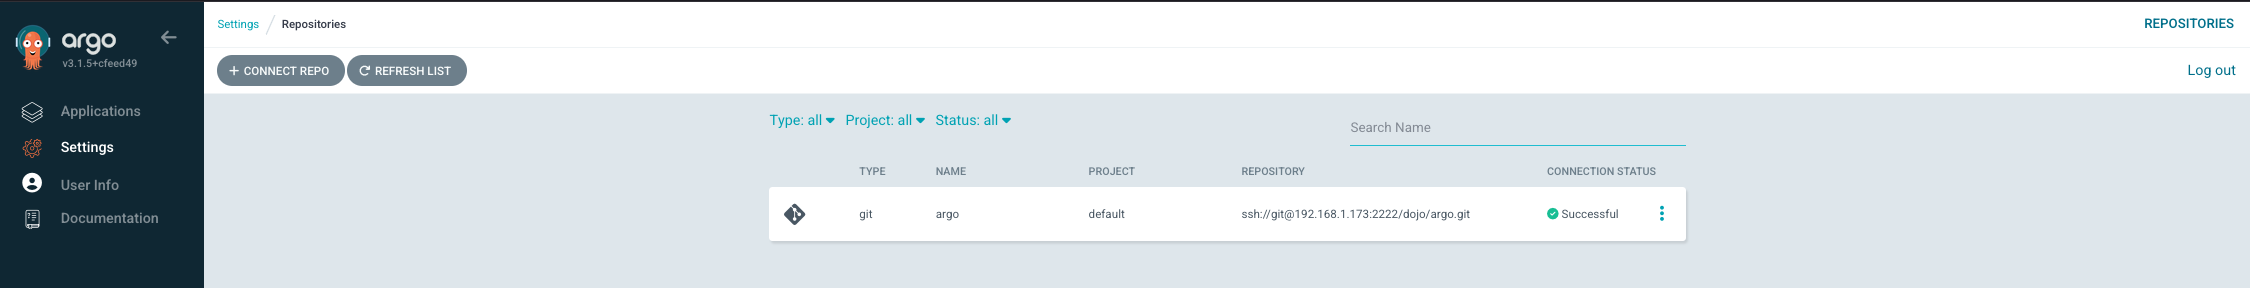 argo
v3.1.5+cfeed49
Applications
Settings
User Info
Documentation
Settings / Repositories
REPOSITORIES
+ CONNECT REPO REFRESH LIST
Log out
Type: all Project: all Status: all
Search Name
TYPE NAME PROJECT REPOSITORY CONNECTION STATUS
git argo default ssh://git@192.168.1.173:2222/dojo/argo.git Successful